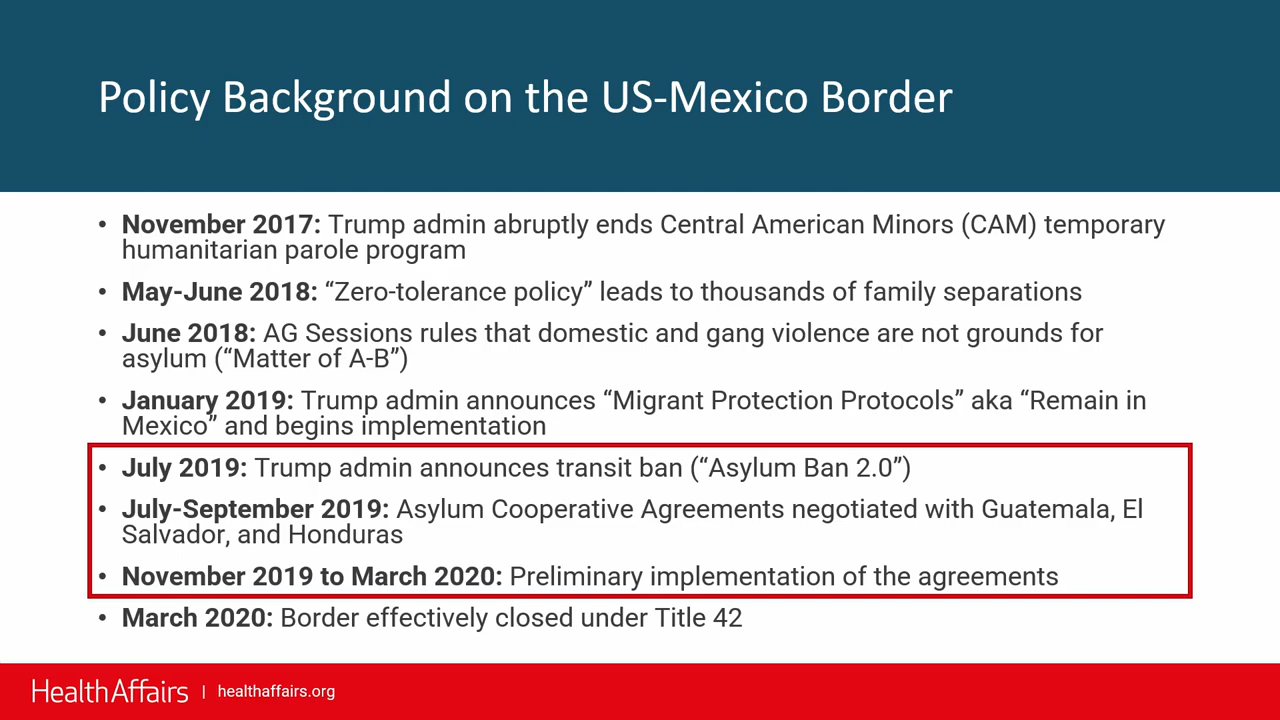 Policy Background on the US-Mexico Border
• November 2017: Trump admin abruptly ends Central American Minors (CAM) temporary
humanitarian parole program
• May-June 2018: “Zero-tolerance policy” leads to thousands of family separations
• June 2018: AG Sessions rules that domestic and gang violence are not grounds for
asylum (“Matter of A-B”)
• January 2019: Trump admin announces “Migrant Protection Protocols” aka “Remain in
Mexico” and begins implementation
• July 2019: Trump admin announces transit ban (“Asylum Ban 2.0”)
• July-September 2019: Asylum Cooperative Agreements negotiated with Guatemala, El
Salvador, and Honduras
• November 2019 to March 2020: Preliminary implementation of the agreements
• March 2020: Border effectively closed under Title 42
HealthAffairs | healthaffairs.org